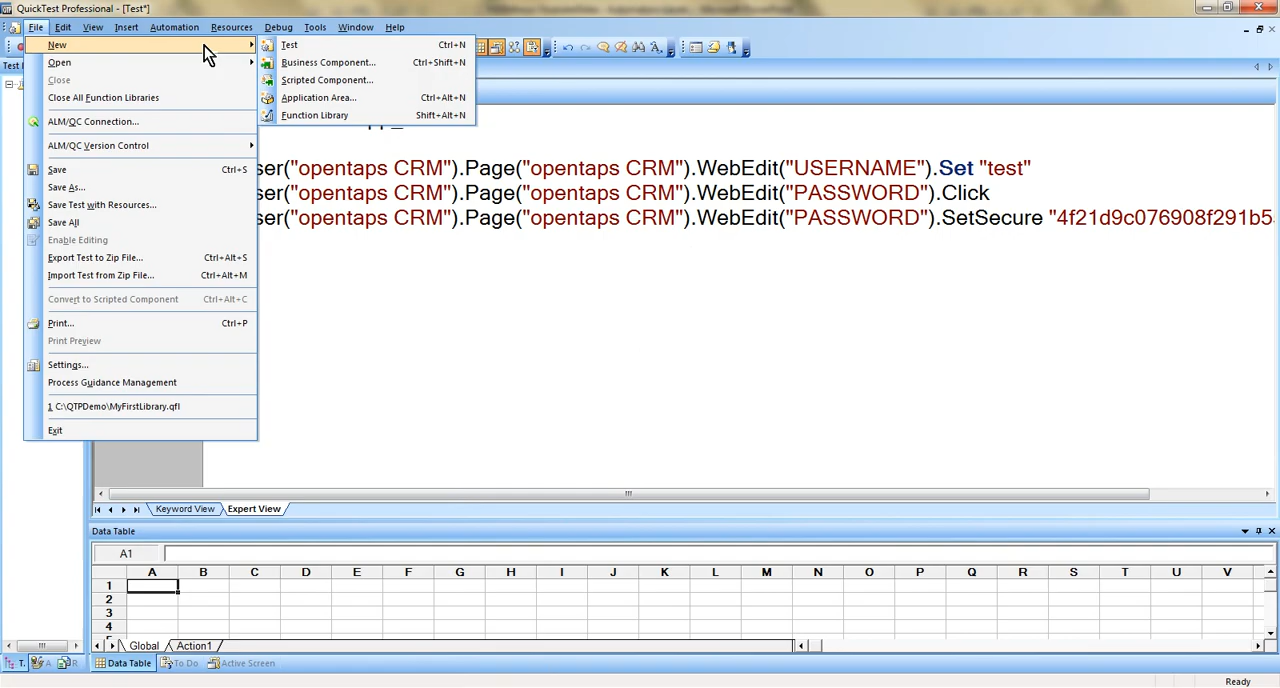 QuickTest Professional - [Test*]
File Edit View Insert Automation Resources Debug Tools Window Help
New
Open
Close
Close All Function Libraries
ALM/QC Connection...
ALM/QC Version Control
Save Ctrl+S
Save As...
Save Test with Resources...
Save All
Enable Editing
Export Test to Zip File... Ctrl+Alt+S
Import Test from Zip File... Ctrl+Alt+M
Convert to Scripted Component Ctrl+Alt+C
Print... Ctrl+P
Print Preview
Settings...
Process Guidance Management
1 C:\QTPDemo\MyFirstLibrary.qfl
Exit
Test Ctrl+N
Business Component... Ctrl+Shift+N
Scripted Component...
Application Area... Ctrl+Alt+N
Function Library Shift+Alt+N
Test
ser("opentaps CRM").Page("opentaps CRM").WebEdit("USERNAME").Set "test"
ser("opentaps CRM").Page("opentaps CRM").WebEdit("PASSWORD").Click
ser("opentaps CRM").Page("opentaps CRM").WebEdit("PASSWORD").SetSecure "4f21d9c076908f291b5
Keyword View Expert View
Data Table
A1
A B C D E F G H I J K L M N O P Q R S T U V
1
2
3
4
Global Action1
T. A R Data Table To Do Active Screen
Ready